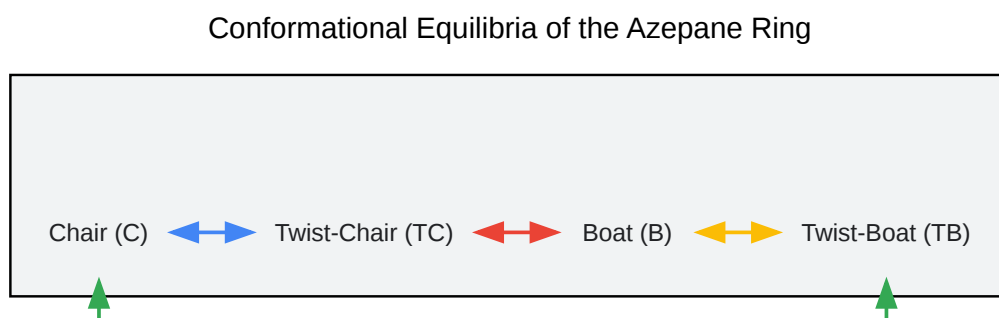 Conformational Equilibria of the Azepane Ring
Chair (C) Twist-Chair (TC) Boat (B) Twist-Boat (TB)